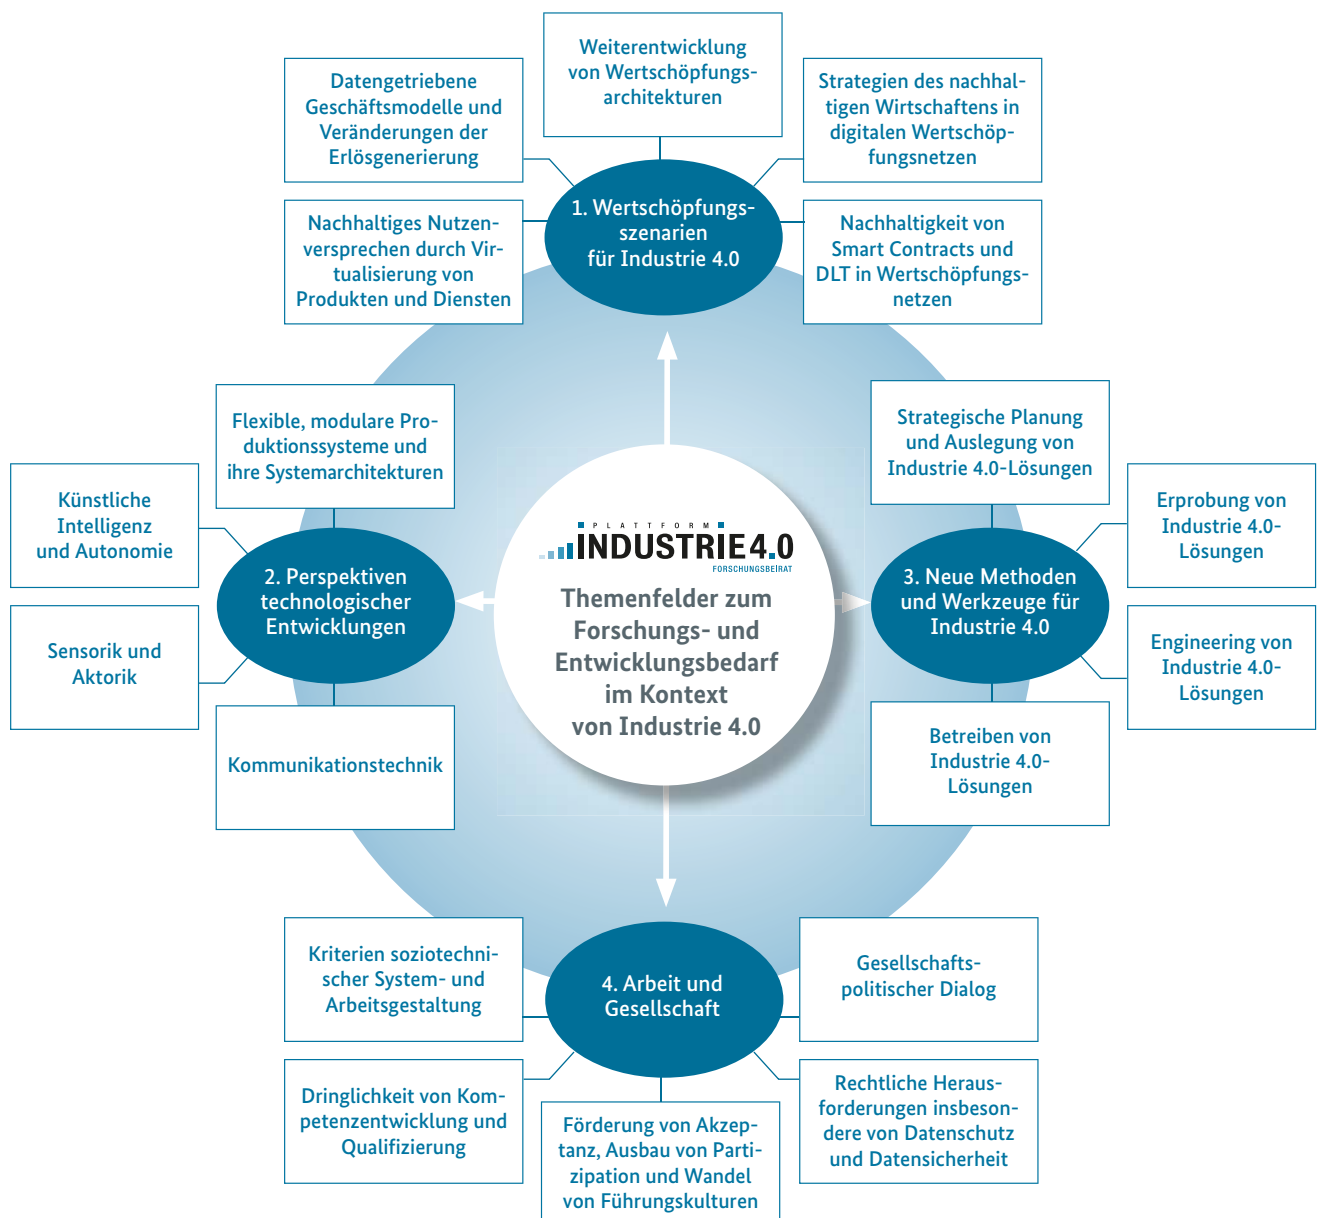 Weiterentwicklung
von Wertschöpfungs-
architekturen
Datengetriebene
Geschäftsmodelle und
Veränderungen der
Erlösgenerierung
Strategien des nachhal-
tigen Wirtschaftens in
digitalen Wertschöp-
fungsnetzen
1. Wertschöpfungs-
szenarien
für Industrie 4.0
Nachhaltiges Nutzen-
versprechen durch Vir-
tualisierung von
Produkten und Diensten
Nachhaltigkeit von
Smart Contracts und
DLT in Wertschöpfungs-
netzen
Flexible, modulare Pro-
duktionssysteme und
ihre Systemarchitekturen
Künstliche
Intelligenz
und Autonomie
2. Perspektiven
technologischer
Entwicklungen
Sensorik und
Aktorik
Kommunikationstechnik
PLATTFORM
INDUSTRIE 4.0
FORSCHUNGSBEIRAT
Themenfelder zum
Forschungs- und
Entwicklungsbedarf
im Kontext
von Industrie 4.0
Strategische Planung
und Auslegung von
Industrie 4.0-Lösungen
Erprobung von
Industrie 4.0-
Lösungen
3. Neue Methoden
und Werkzeuge für
Industrie 4.0
Engineering von
Industrie 4.0-
Lösungen
Betreiben von
Industrie 4.0-
Lösungen
Kriterien soziotechni-
scher System- und
Arbeitsgestaltung
4. Arbeit und
Gesellschaft
Gesellschafts-
politischer Dialog
Dringlichkeit von Kom-
petenzentwicklung und
Qualifizierung
Förderung von Akzep-
tanz, Ausbau von Parti-
zipation und Wandel
von Führungskulturen
Rechtliche Heraus-
forderungen insbeson-
dere von Datenschutz
und Datensicherheit